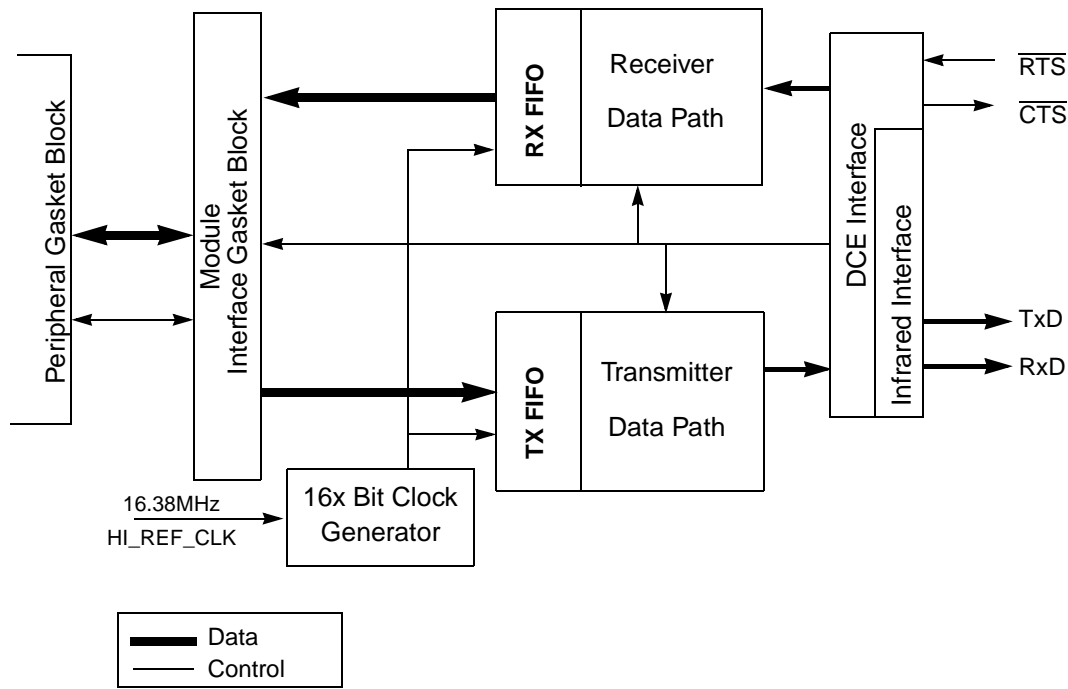 Peripheral Gasket Block
Module
Interface Gasket Block
RX FIFO
Receiver
Data Path
DCE Interface
Infrared Interface
RTS
CTS
TX FIFO
Transmitter
Data Path
TxD
RxD
16.38MHz
HI_REF_CLK
16x Bit Clock
Generator
Data
Control